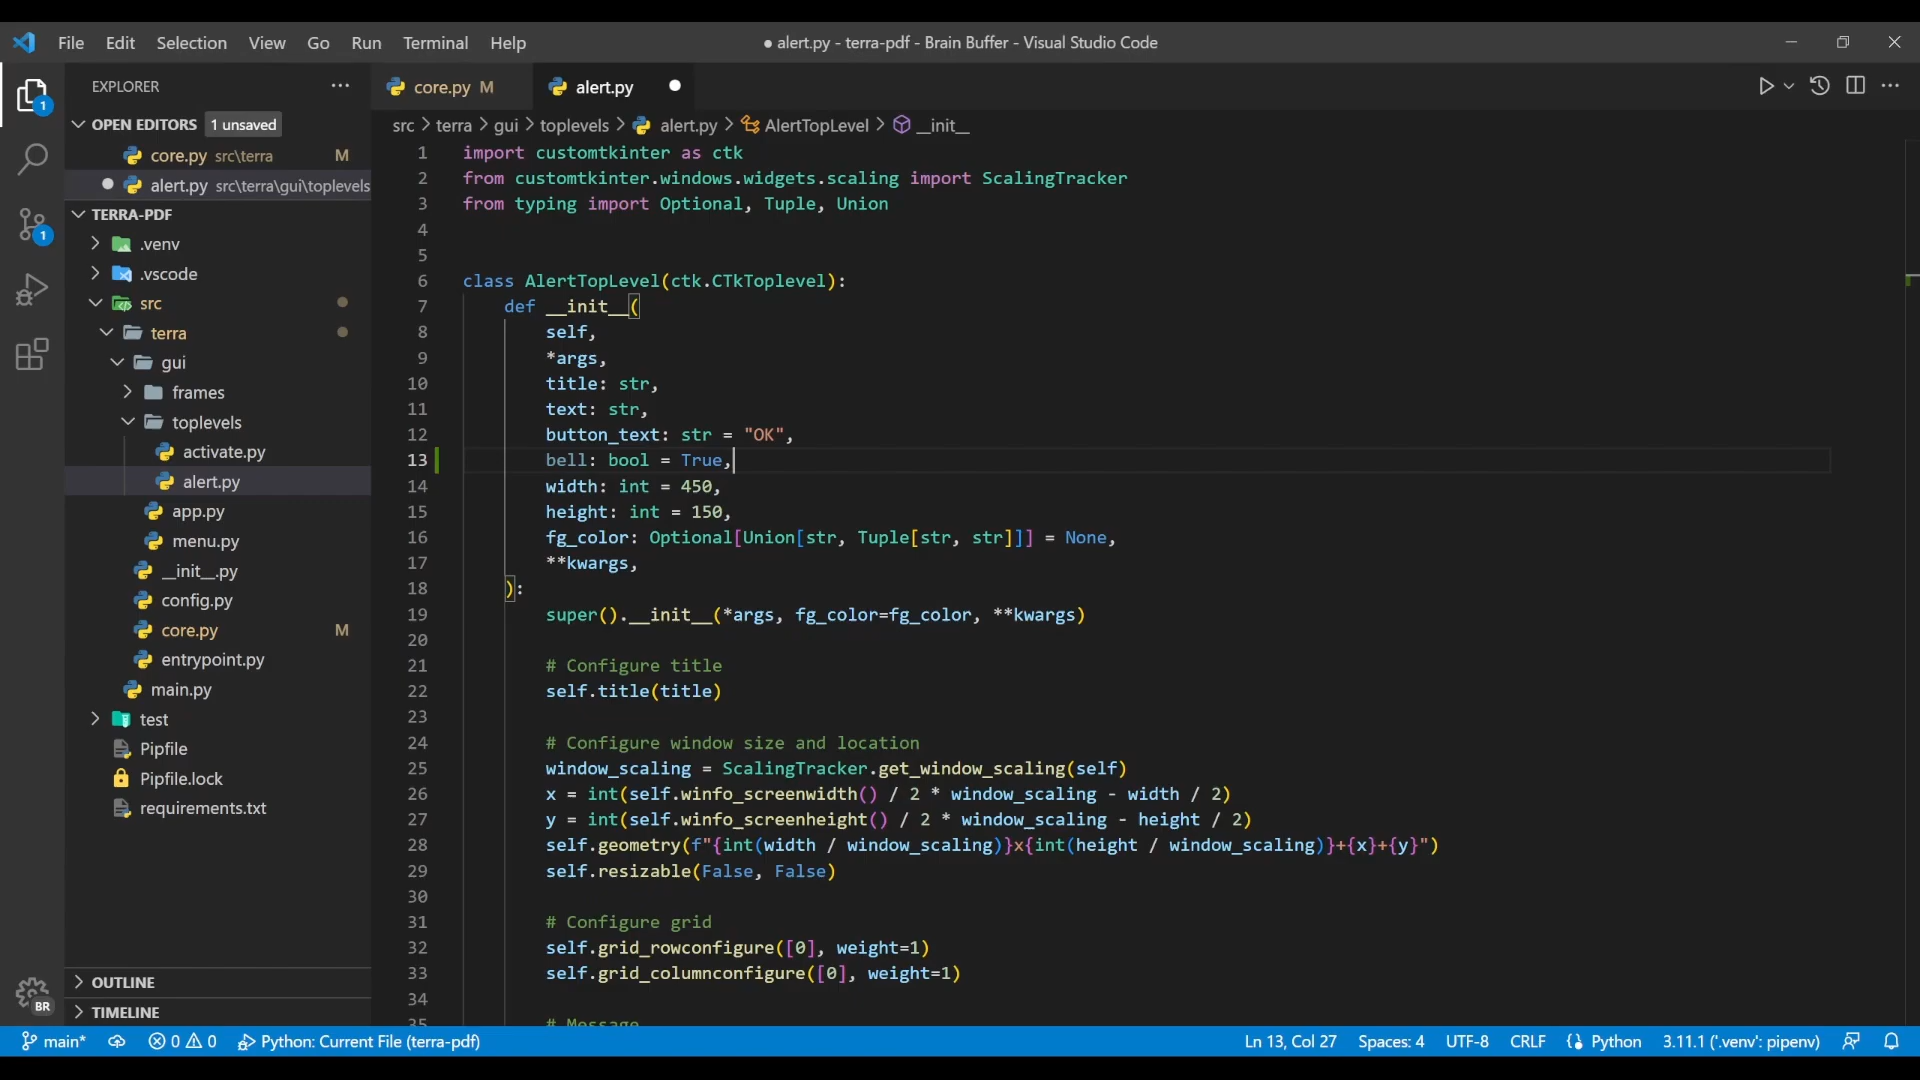 File Edit Selection View Go Run Terminal Help
● alert.py - terra-pdf - Brain Buffer - Visual Studio Code
EXPLORER
OPEN EDITORS 1 unsaved
core.py src\terra M
alert.py src\terra\gui\toplevels
TERRA-PDF
.venv
.vscode
src
terra
gui
frames
toplevels
activate.py
alert.py
app.py
menu.py
__init__.py
config.py
core.py M
entrypoint.py
main.py
test
Pipfile
Pipfile.lock
requirements.txt
OUTLINE
TIMELINE
1
1
BR
core.py M
alert.py
src > terra > gui > toplevels > alert.py > AlertTopLevel > __init__
1 import customtkinter as ctk
2 from customtkinter.windows.widgets.scaling import ScalingTracker
3 from typing import Optional, Tuple, Union
4
5
6 class AlertTopLevel(ctk.CTkToplevel):
7     def __init__(
8         self,
9         *args,
10         title: str,
11         text: str,
12         button_text: str = "OK",
13         bell: bool = True,
14         width: int = 450,
15         height: int = 150,
16         fg_color: Optional[Union[str, Tuple[str, str]]] = None,
17         **kwargs,
18     ):
19         super().__init__(*args, fg_color=fg_color, **kwargs)
20
21         # Configure title
22         self.title(title)
23
24         # Configure window size and location
25         window_scaling = ScalingTracker.get_window_scaling(self)
26         x = int(self.winfo_screenwidth() / 2 * window_scaling - width / 2)
27         y = int(self.winfo_screenheight() / 2 * window_scaling - height / 2)
28         self.geometry(f"{int(width / window_scaling)}x{int(height / window_scaling)}+{x}+{y}")
29         self.resizable(False, False)
30
31         # Configure grid
32         self.grid_rowconfigure([0], weight=1)
33         self.grid_columnconfigure([0], weight=1)
34
35         # Message
main* 0 0 Python: Current File (terra-pdf) Ln 13, Col 27 Spaces: 4 UTF-8 CRLF Python 3.11.1 ('.venv': pipenv)